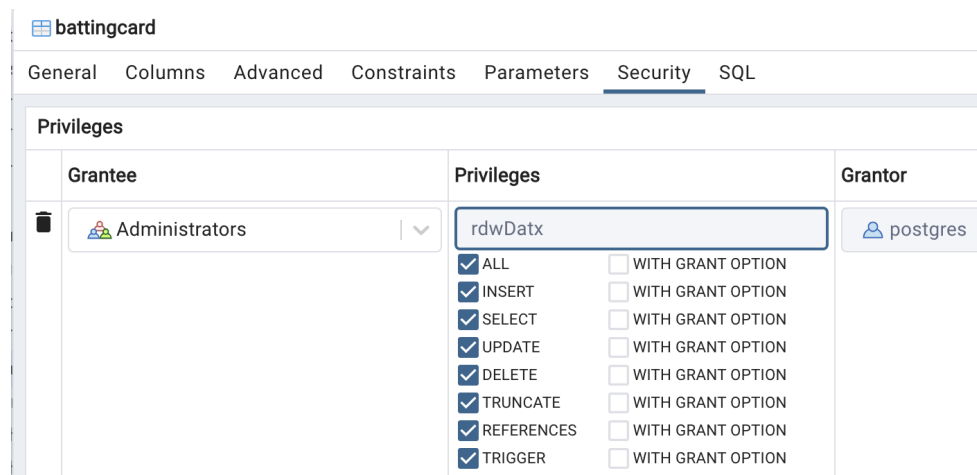 battingcard
General Columns Advanced Constraints Parameters Security SQL
Privileges
Grantee Privileges Grantor
Administrators rdwDatx postgres
ALL WITH GRANT OPTION
INSERT WITH GRANT OPTION
SELECT WITH GRANT OPTION
UPDATE WITH GRANT OPTION
DELETE WITH GRANT OPTION
TRUNCATE WITH GRANT OPTION
REFERENCES WITH GRANT OPTION
TRIGGER WITH GRANT OPTION